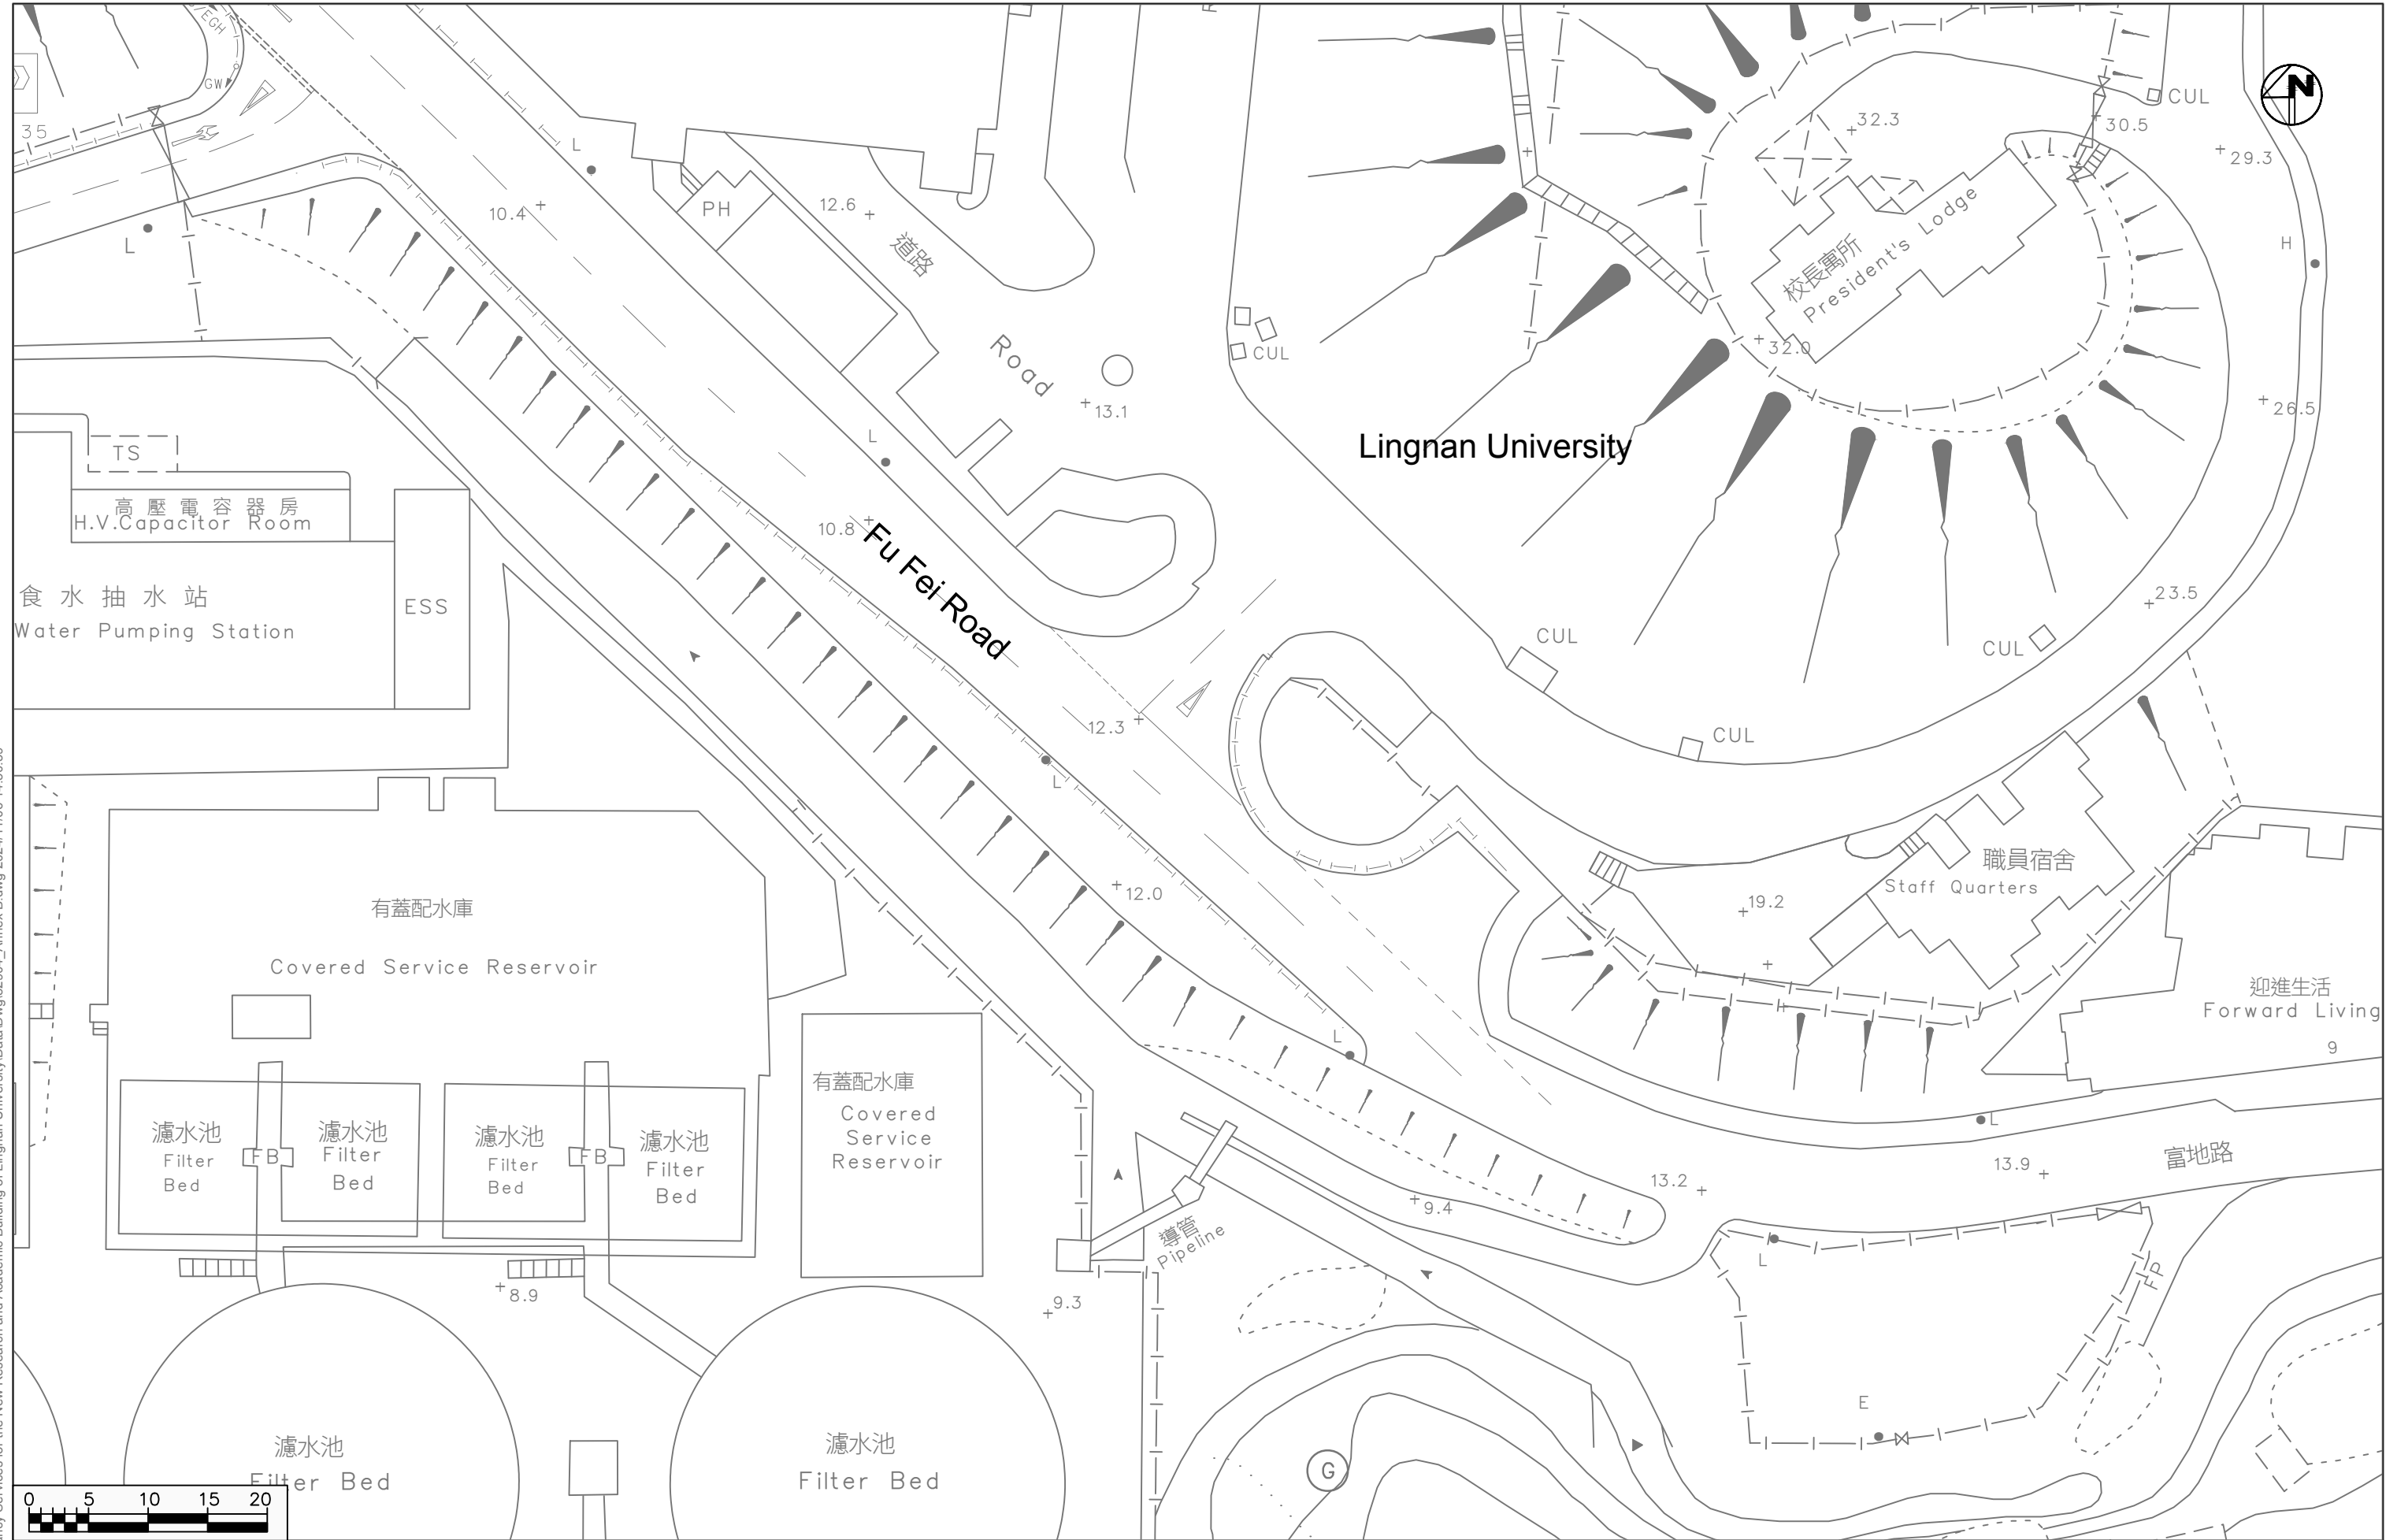 /EGH
GW
35
L
L
10.4
PH
12.6
道路
Road
13.1
CUL
32.3
30.5
CUL
29.3
N
H
校長寓所
President's Lodge
32.0
26.5
Lingnan University
TS
高壓電容器房
H.V.Capacitor Room
食水抽水站
Water Pumping Station
ESS
L
10.8
Fu Fei Road
12.3
L
CUL
CUL
CUL
23.5
有蓋配水庫
Covered Service Reservoir
12.0
19.2
職員宿舍
Staff Quarters
迎進生活
Forward Living
9
L
L
有蓋配水庫
Covered
Service
Reservoir
濾水池
Filter
Bed
FB
濾水池
Filter
Bed
濾水池
Filter
Bed
FB
濾水池
Filter
Bed
導管
Pipeline
9.4
13.2
13.9
富地路
8.9
9.3
L
FP
E
G
濾水池
Filter Bed
濾水池
Filter Bed
0 5 10 15 20